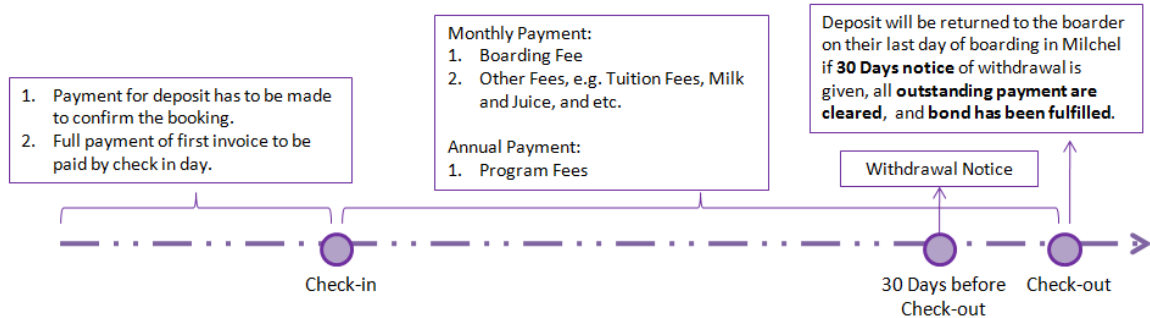 1. Payment for deposit has to be made
to confirm the booking.
2. Full payment of first invoice to be
paid by check in day.
Monthly Payment:
1. Boarding Fee
2. Other Fees, e.g. Tuition Fees, Milk
and Juice, and etc.
Annual Payment:
1. Program Fees
Deposit will be returned to the boarder
on their last day of boarding in Milchel
if 30 Days notice of withdrawal is
given, all outstanding payment are
cleared, and bond has been fulfilled.
Withdrawal Notice
Check-in
30 Days before
Check-out
Check-out